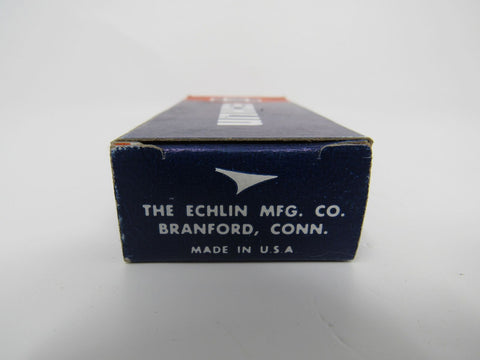 THE ECHLIN MFG. CO.
BRANFORD, CONN.
MADE IN U.S.A